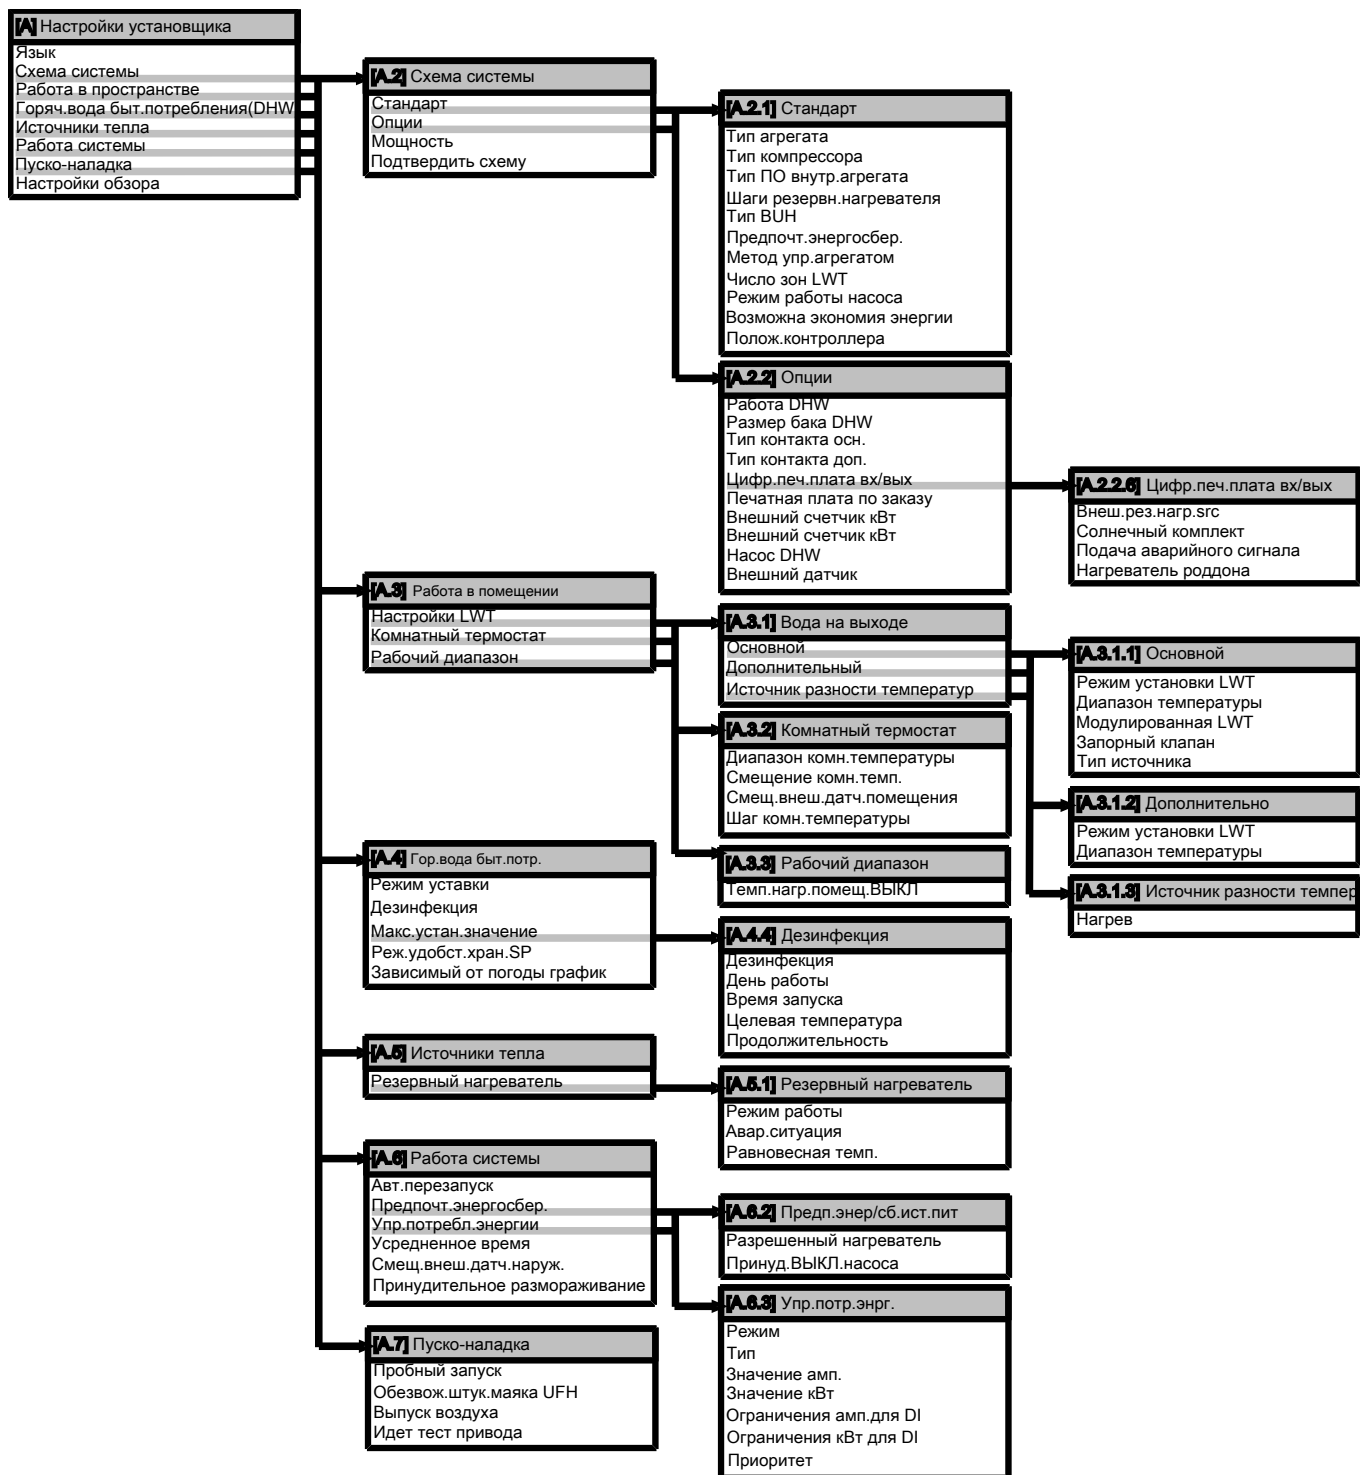 [A] Настройки установщика
Язык
Схема системы
Работа в пространстве
Горяч.вода быт.потребления(DHW
Источники тепла
Работа системы
Пуско-наладка
Настройки обзора
[A.2] Схема системы
Стандарт
Опции
Мощность
Подтвердить схему
[A.2.1] Стандарт
Тип агрегата
Тип компрессора
Тип ПО внутр.агрегата
Шаги резервн.нагревателя
Тип BUH
Предпочт.энергосбер.
Метод упр.агрегатом
Число зон LWT
Режим работы насоса
Возможна экономия энергии
Полож.контроллера
[A.2.2] Опции
Работа DHW
Размер бака DHW
Тип контакта осн.
Тип контакта доп.
Цифр.печ.плата вх/вых
Печатная плата по заказу
Внешний счетчик кВт
Внешний счетчик кВт
Насос DHW
Внешний датчик
[A.2.2.6] Цифр.печ.плата вх/вых
Внеш.рез.нагр.src
Солнечный комплект
Подача аварийного сигнала
Нагреватель роддона
[A.3] Работа в помещении
Настройки LWT
Комнатный термостат
Рабочий диапазон
[A.3.1] Вода на выходе
Основной
Дополнительный
Источник разности температур
[A.3.1.1] Основной
Режим установки LWT
Диапазон температуры
Модулированная LWT
Запорный клапан
Тип источника
[A.3.1.2] Дополнительно
Режим установки LWT
Диапазон температуры
[A.3.1.3] Источник разности темпер
Нагрев
[A.3.2] Комнатный термостат
Диапазон комн.температуры
Смещение комн.темп.
Смещ.внеш.датч.помещения
Шаг комн.температуры
[A.3.3] Рабочий диапазон
Темп.нагр.помещ.ВЫКЛ
[A.4] Гор.вода быт.потр.
Режим уставки
Дезинфекция
Макс.устан.значение
Реж.удобст.хран.SP
Зависимый от погоды график
[A.4.4] Дезинфекция
Дезинфекция
День работы
Время запуска
Целевая температура
Продолжительность
[A.5] Источники тепла
Резервный нагреватель
[A.5.1] Резервный нагреватель
Режим работы
Авар.ситуация
Равновесная темп.
[A.6] Работа системы
Авт.перезапуск
Предпочт.энергосбер.
Упр.потребл.энергии
Усредненное время
Смещ.внеш.датч.наруж.
Принудительное размораживание
[A.6.2] Предп.энер/сб.ист.пит
Разрешенный нагреватель
Принуд.ВЫКЛ.насоса
[A.6.3] Упр.потр.энрг.
Режим
Тип
Значение амп.
Значение кВт
Ограничения амп.для DI
Ограничения кВт для DI
Приоритет
[A.7] Пуско-наладка
Пробный запуск
Обезвож.штук.маяка UFH
Выпуск воздуха
Идет тест привода